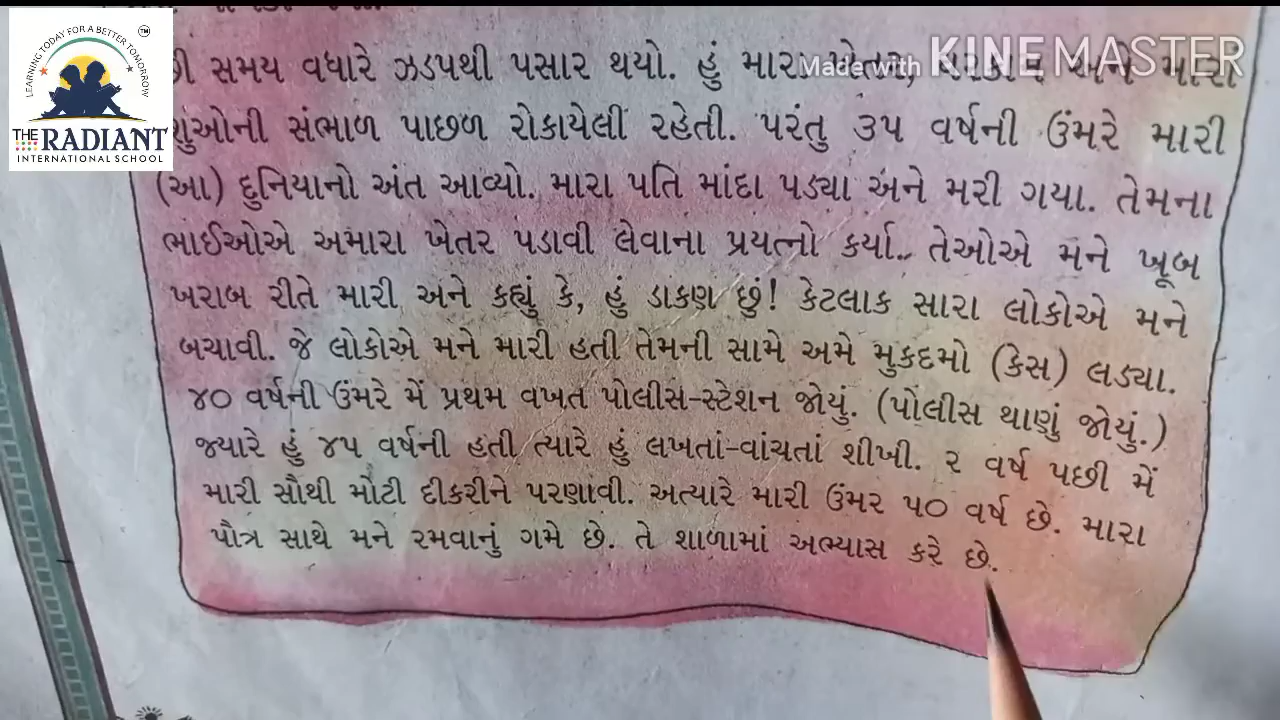 LEARNING TODAY FOR A BETTER TOMORROW
TM
THE RADIANT
INTERNATIONAL SCHOOL
Made with KINEMASTER
સમય વધારે ઝડપથી પસાર થયો. હું મારા અને મારા
સંભાળ પાછળ રોકાયેલી રહેતી. પરંતુ ૩૫ વર્ષની ઉંમરે મારી
(આ) દુનિયાનો અંત આવ્યો. મારા પતિ માંદા પડ્યા અને મરી ગયા. તેમના
ભાઈઓએ અમારા ખેતર પડાવી લેવાના પ્રયત્નો કર્યા.. તેઓએ મને ખૂબ
ખરાબ રીતે મારી અને કહ્યું કે, હું ડાકણ છું! કેટલાક સારા લોકોએ મને
બચાવી. જે લોકોએ મને મારી હતી તેમની સામે અમે મુકદમો (કેસ) લડ્યા.
૪૦ વર્ષની ઉંમરે મેં પ્રથમ વખત પોલીસ-સ્ટેશન જોયું. (પોલીસ થાણું જોયું.)
જ્યારે હું ૪૫ વર્ષની હતી ત્યારે હું લખતાં-વાંચતાં શીખી. ૨ વર્ષ પછી મેં
મારી સૌથી મોટી દીકરીને પરણાવી. અત્યારે મારી ઉંમર ૫૦ વર્ષ છે. મારા
પૌત્ર સાથે મને રમવાનું ગમે છે. તે શાળામાં અભ્યાસ કરે છે.